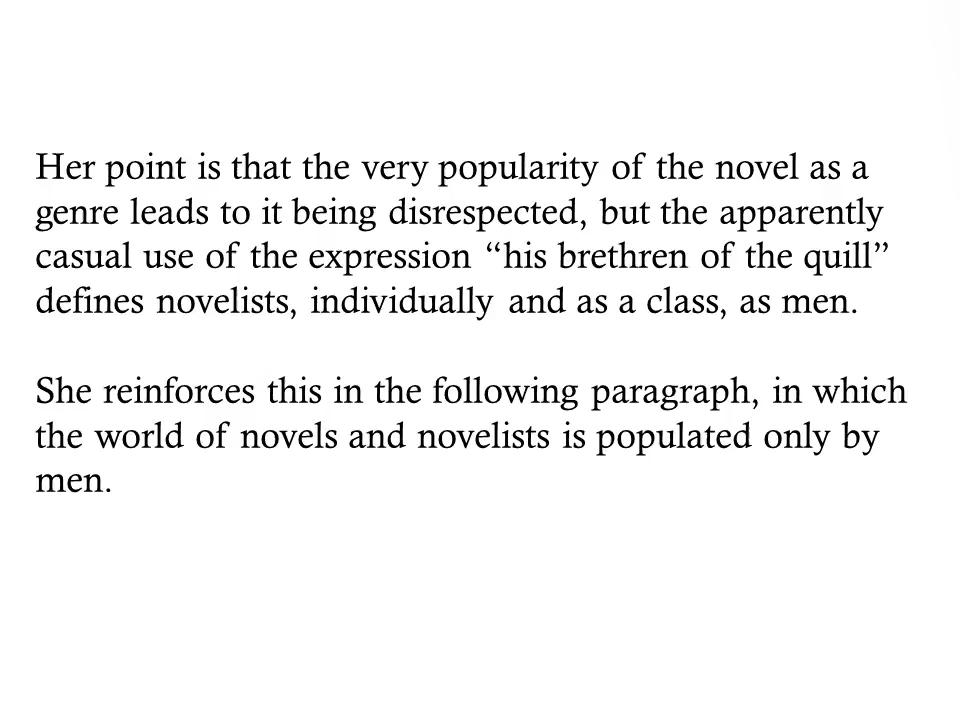 Her point is that the very popularity of the novel as a
genre leads to it being disrespected, but the apparently
casual use of the expression “his brethren of the quill”
defines novelists, individually and as a class, as men.
She reinforces this in the following paragraph, in which
the world of novels and novelists is populated only by
men.